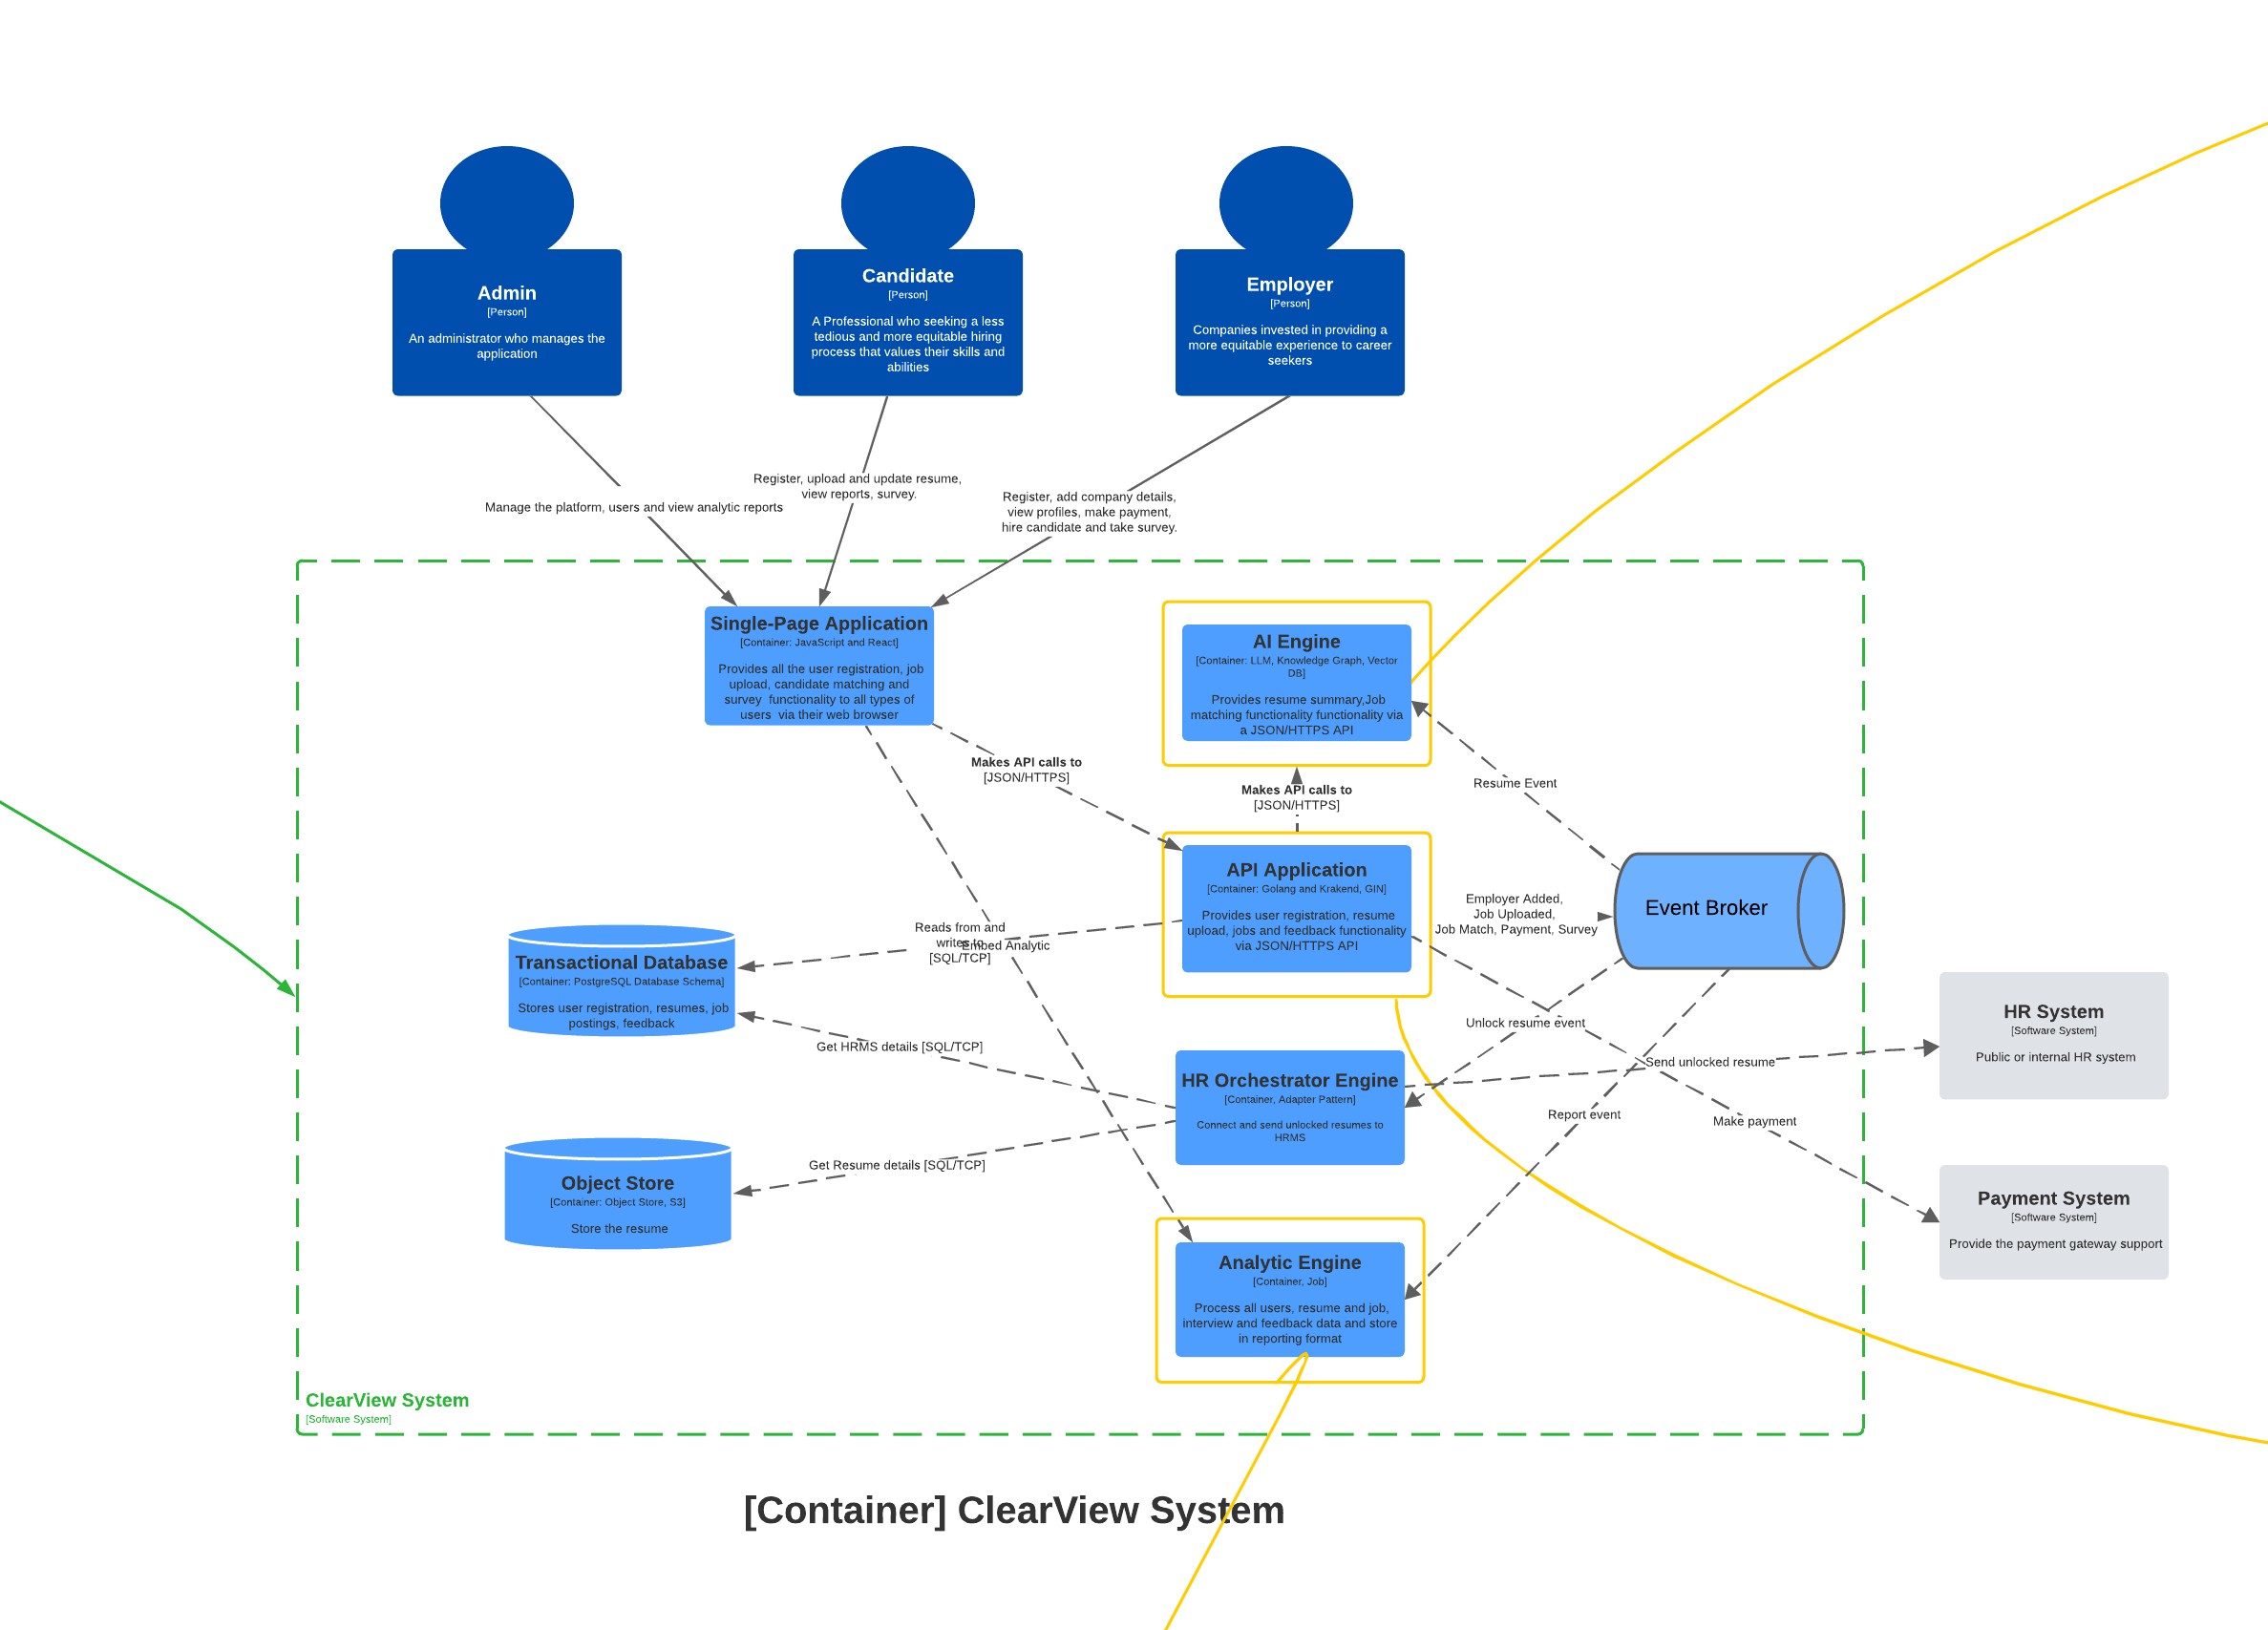 Admin
[Person]
An administrator who manages the
application
Candidate
[Person]
A Professional who seeking a less
tedious and more equitable hiring
process that values their skills and
abilities
Employer
[Person]
Companies invested in providing a
more equitable experience to career
seekers
Manage the platform, users and view analytic reports
Register, upload and update resume,
view reports, survey.
Register, add company details,
view profiles, make payment,
hire candidate and take survey.
Single-Page Application
[Container: JavaScript and React]
Provides all the user registration, job
upload, candidate matching and
survey  functionality to all types of
users  via their web browser
AI Engine
[Container: LLM, Knowledge Graph, Vector
DB]
Provides resume summary,Job
matching functionality functionality via
a JSON/HTTPS API
Makes API calls to
[JSON/HTTPS]
Makes API calls to
[JSON/HTTPS]
Resume Event
API Application
[Container: Golang and Krakend, GIN]
Provides user registration, resume
upload, jobs and feedback functionality
via JSON/HTTPS API
Employer Added,
Job Uploaded,
Job Match, Payment, Survey
Event Broker
Reads from and
writes to
[SQL/TCP]
Embed Analytic
Transactional Database
[Container: PostgreSQL Database Schema]
Stores user registration, resumes, job
postings, feedback
Get HRMS details [SQL/TCP]
Unlock resume event
HR Orchestrator Engine
[Container, Adapter Pattern]
Connect and send unlocked resumes to
HRMS
Send unlocked resume
HR System
[Software System]
Public or internal HR system
Report event
Make payment
Get Resume details [SQL/TCP]
Object Store
[Container: Object Store, S3]
Store the resume
Payment System
[Software System]
Provide the payment gateway support
Analytic Engine
[Container, Job]
Process all users, resume and job,
interview and feedback data and store
in reporting format
ClearView System
[Software System]
[Container] ClearView System